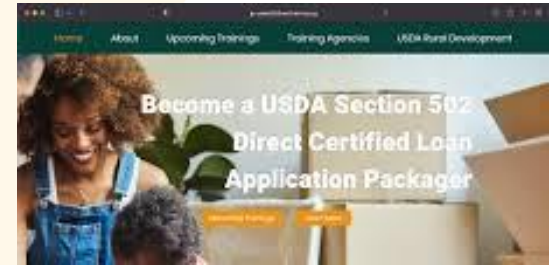 Home About Upcoming Trainings Training Agencies USDA Rural Development
Become a USDA Section 502
Direct Certified Loan
Application Packager